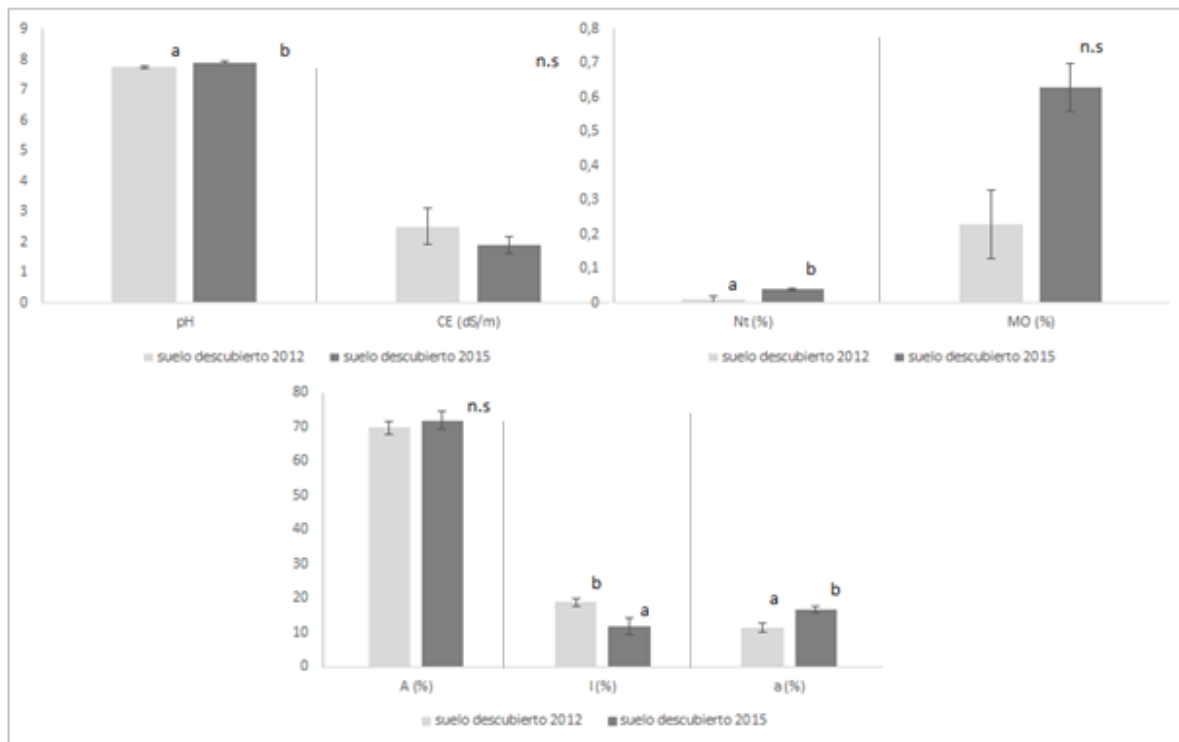 9
8
7
6
5
4
3
2
1
0
a
b
n.s
pH
CE (dS/m)
suelo descubierto 2012
suelo descubierto 2015
0,8
0,7
0,6
0,5
0,4
0,3
0,2
0,1
0
a
b
n.s
Nt (%)
MO (%)
suelo descubierto 2012
suelo descubierto 2015
80
70
60
50
40
30
20
10
0
n.s
b
a
a
b
A (%)
l (%)
a (%)
suelo descubierto 2012
suelo descubierto 2015